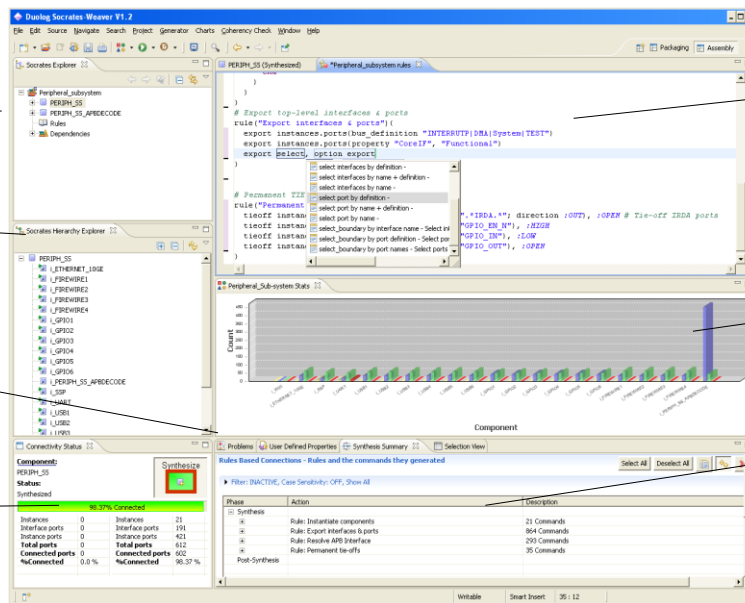 Duolog Socrates-Weaver V1.2
File Edit Source Navigate Search Project Generator Charts Coherency Check Window Help
Packaging Assembly
Socrates Explorer
Peripheral_subsystem
PERIPH_SS
PERIPH_SS_APBDECODE
Rules
Dependencies
PERIPH_SS (Synthesized) *Peripheral_subsystem rules
}
)
)
# Export top-level interfaces & ports
rule("Export interfaces & ports"){
export instances.ports(bus_definition "INTERRUTP|DMA|System|TEST")
export instances.ports(property "CoreIF", "Functional")
export select, option export
)
select interfaces by definition -
select interfaces by name + definition -
select interfaces by name -
select port by definition -
select port by name + definition -
select port by name -
select_boundary by interface name - Select int
select_boundary by port definition - Select por
select_boundary by port names - Select ports
# Permanent TIE
rule("Permanent
tieoff instanc ".*IRDA.*"; direction :OUT), :OPEN # Tie-off IRDA ports
tieoff instanc "GPIO_EN_N"), :HIGH
tieoff instanc "GPIO_IN"), :LOW
tieoff instanc "GPIO_OUT"), :OPEN
)
Socrates Hierarchy Explorer
PERIPH_SS
i_ETHERNET_10GE
i_FIREWIRE1
i_FIREWIRE2
i_FIREWIRE3
i_FIREWIRE4
i_GPIO1
i_GPIO2
i_GPIO3
i_GPIO4
i_GPIO5
i_GPIO6
i_PERIPH_SS_APBDECODE
i_SSP
i_UART
i_USB1
i_USB2
i_USB3
Peripheral_Sub-system Stats
Count
Component
Connectivity Status
Component:
PERIPH_SS
Status:
Synthesized
Synthesize
98.37% Connected
Instances 0 Instances 21
Interface ports 0 Interface ports 191
Instance ports 0 Instance ports 421
Total ports 0 Total ports 612
Connected ports 0 Connected ports 602
%Connected 0.0 % %Connected 98.37 %
Problems User Defined Properties Synthesis Summary Selection View
Rules Based Connections - Rules and the commands they generated
Select All Deselect All
Filter: INACTIVE, Case Sensitivity: OFF, Show All
Phase Action Description
Synthesis
Rule: Instantiate components 21 Commands
Rule: Export interfaces & ports 864 Commands
Rule: Resolve APB Interface 293 Commands
Rule: Permanent tie-offs 35 Commands
Post-Synthesis
Writable Smart Insert 35 : 12